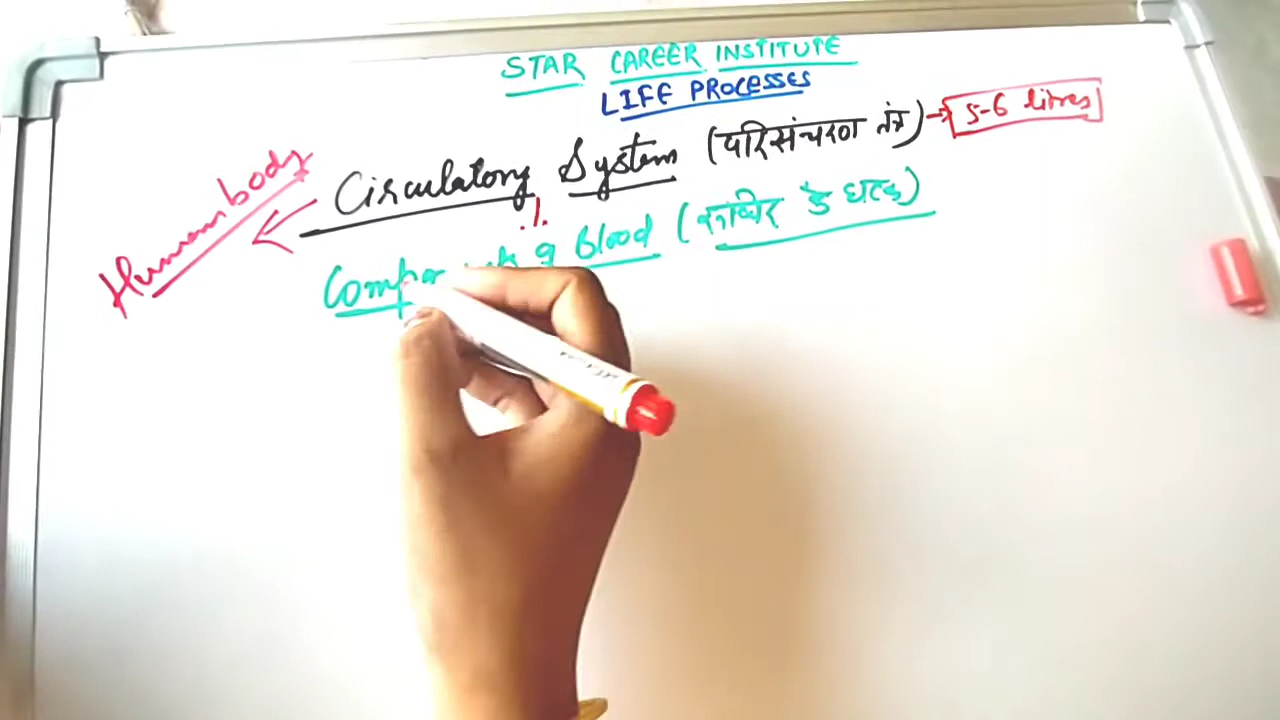 STAR CAREER INSTITUTE
LIFE PROCESSES
Human body
Circulatory System (परिसंचरण तंत्र) → 5-6 litres
%
Blood (रूधिर के घटक)